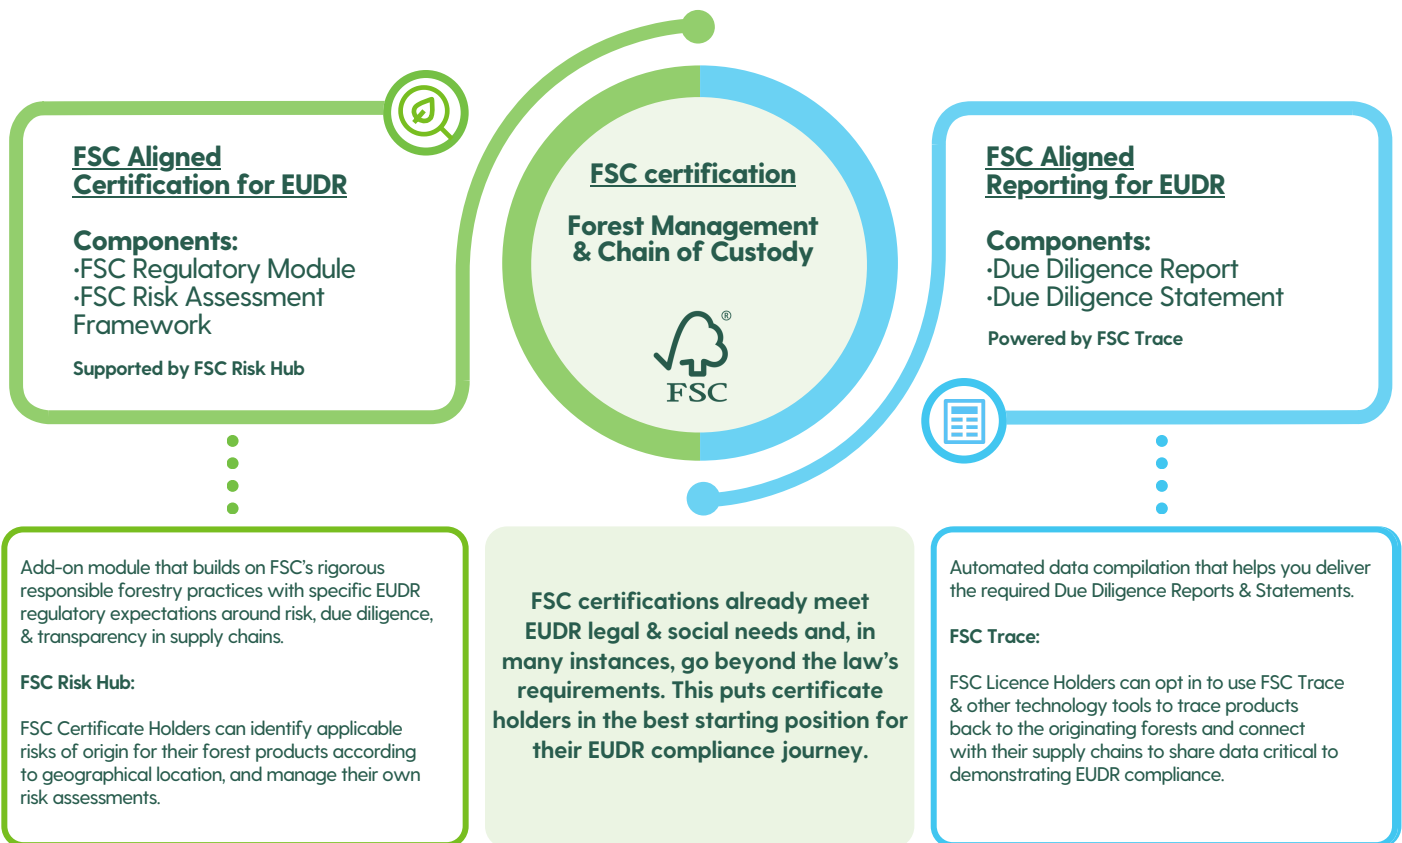 FSC Aligned
Certification for EUDR
Components:
·FSC Regulatory Module
·FSC Risk Assessment
Framework
Supported by FSC Risk Hub
FSC certification
Forest Management
& Chain of Custody
®
FSC
FSC Aligned
Reporting for EUDR
Components:
·Due Diligence Report
·Due Diligence Statement
Powered by FSC Trace
Add-on module that builds on FSC’s rigorous
responsible forestry practices with specific EUDR
regulatory expectations around risk, due diligence,
& transparency in supply chains.
FSC Risk Hub:
FSC Certificate Holders can identify applicable
risks of origin for their forest products according
to geographical location, and manage their own
risk assessments.
FSC certifications already meet
EUDR legal & social needs and, in
many instances, go beyond the law’s
requirements. This puts certificate
holders in the best starting position for
their EUDR compliance journey.
Automated data compilation that helps you deliver
the required Due Diligence Reports & Statements.
FSC Trace:
FSC Licence Holders can opt in to use FSC Trace
& other technology tools to trace products
back to the originating forests and connect
with their supply chains to share data critical to
demonstrating EUDR compliance.